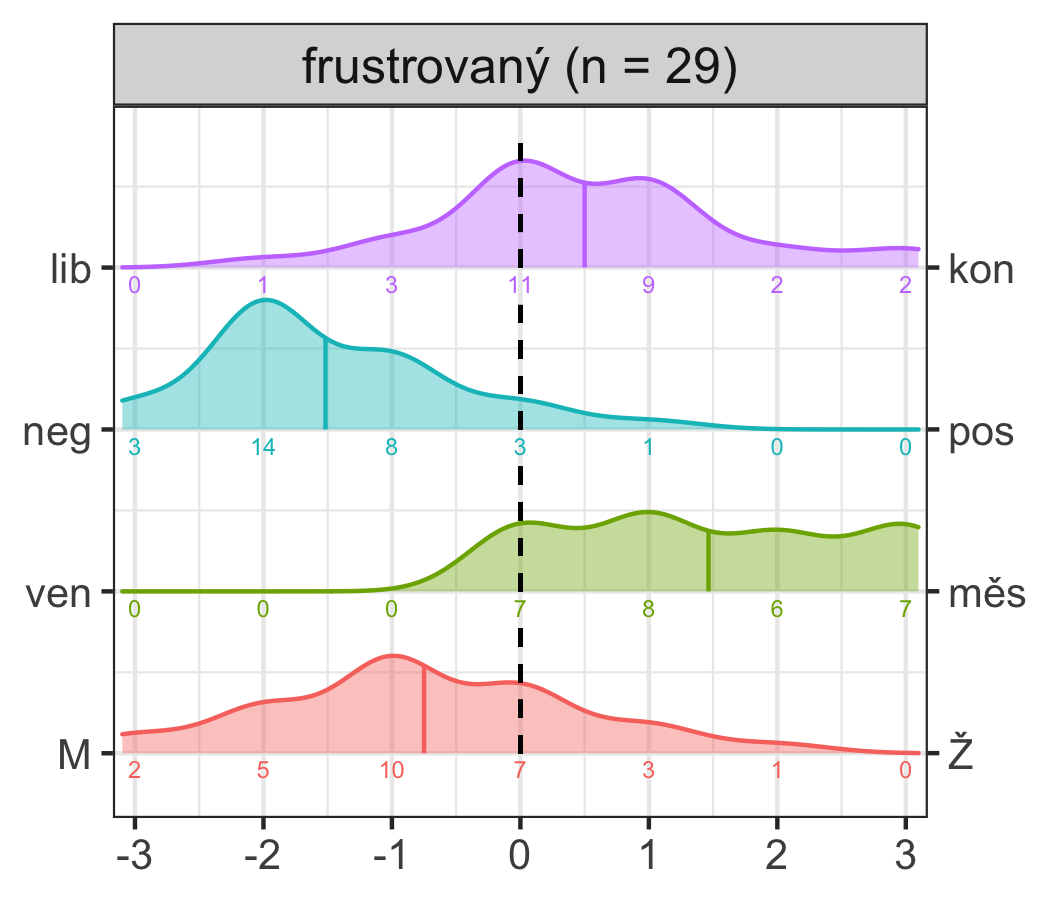 frustrovaný (n = 29)
lib kon
0 1 3 11 9 2 2
neg pos
3 14 8 3 1 0 0
ven měs
0 0 0 7 8 6 7
M Ž
2 5 10 7 3 1 0
-3 -2 -1 0 1 2 3